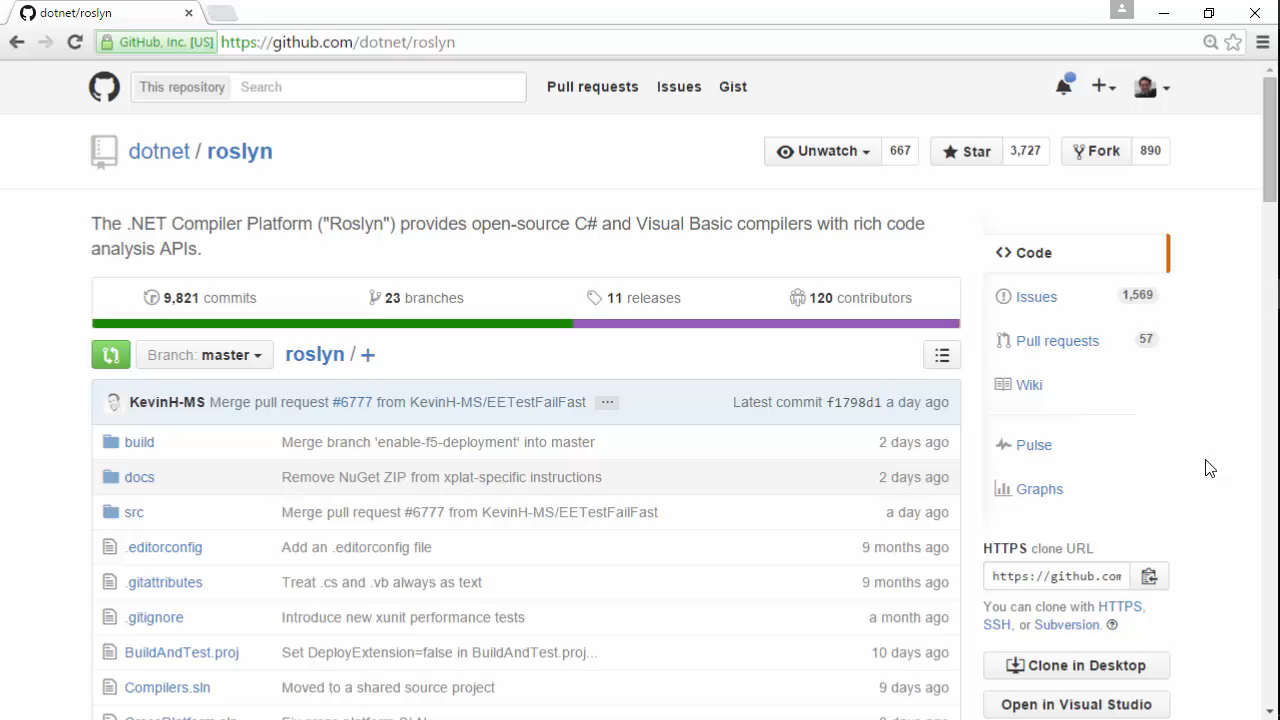 dotnet/roslyn
GitHub, Inc. [US] https://github.com/dotnet/roslyn
This repository Search Pull requests Issues Gist
dotnet / roslyn Unwatch 667 Star 3,727 Fork 890
The .NET Compiler Platform ("Roslyn") provides open-source C# and Visual Basic compilers with rich code
analysis APIs.
Code
9,821 commits 23 branches 11 releases 120 contributors
Issues 1,569
Pull requests 57
Branch: master roslyn / +
Wiki
KevinH-MS Merge pull request #6777 from KevinH-MS/EETestFailFast ... Latest commit f1798d1 a day ago
build Merge branch 'enable-f5-deployment' into master 2 days ago
Pulse
docs Remove NuGet ZIP from xplat-specific instructions 2 days ago
Graphs
src Merge pull request #6777 from KevinH-MS/EETestFailFast a day ago
.editorconfig Add an .editorconfig file 9 months ago
HTTPS clone URL
https://github.com
.gitattributes Treat .cs and .vb always as text 9 months ago
You can clone with HTTPS,
SSH, or Subversion.
.gitignore Introduce new xunit performance tests a month ago
BuildAndTest.proj Set DeployExtension=false in BuildAndTest.proj... 10 days ago
Clone in Desktop
Compilers.sln Moved to a shared source project 9 days ago
Open in Visual Studio